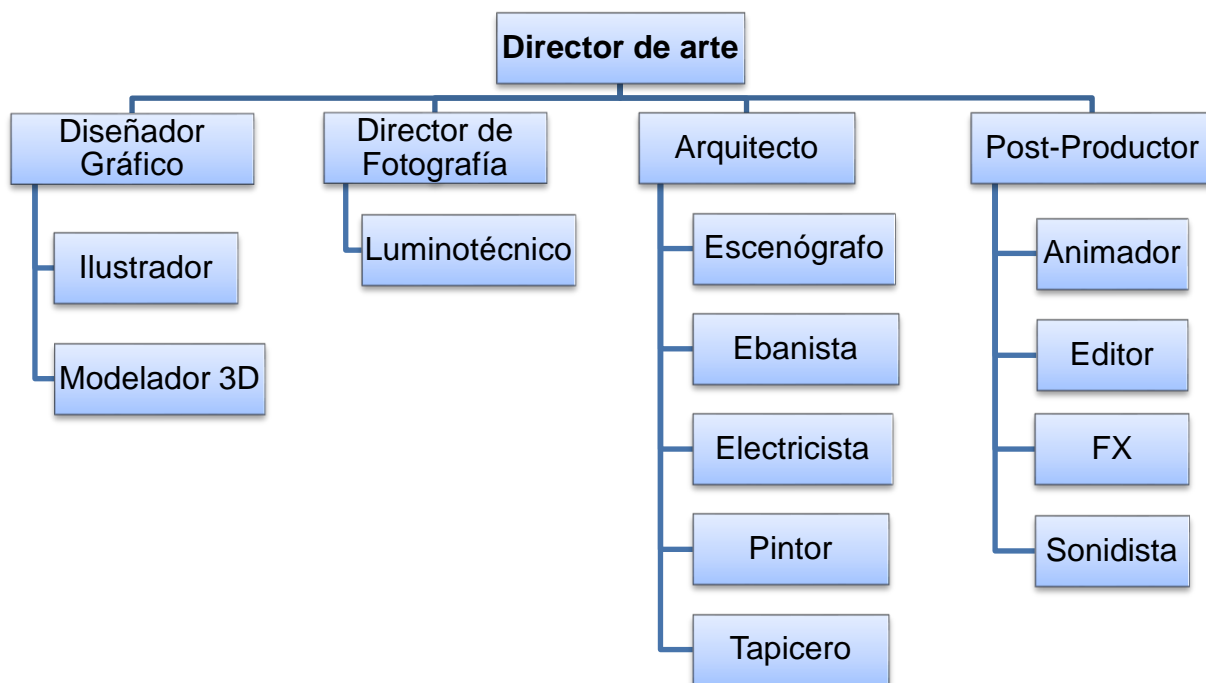 Director de arte
Diseñador
Gráfico
Ilustrador
Modelador 3D
Director de
Fotografía
Luminotécnico
Arquitecto
Escenógrafo
Ebanista
Electricista
Pintor
Tapicero
Post-Productor
Animador
Editor
FX
Sonidista